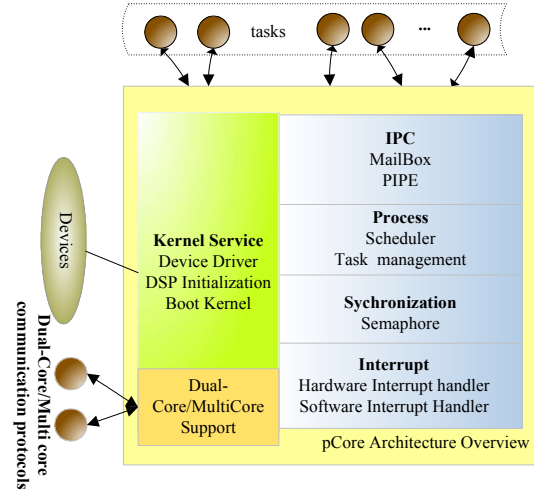 tasks
...
IPC
MailBox
PIPE
Process
Scheduler
Task management
Sychronization
Semaphore
Interrupt
Hardware Interrupt handler
Software Interrupt Handler
Kernel Service
Device Driver
DSP Initialization
Boot Kernel
Dual-
Core/MultiCore
Support
Devices
Dual-Core/Multi core
communication protocols
pCore Architecture Overview